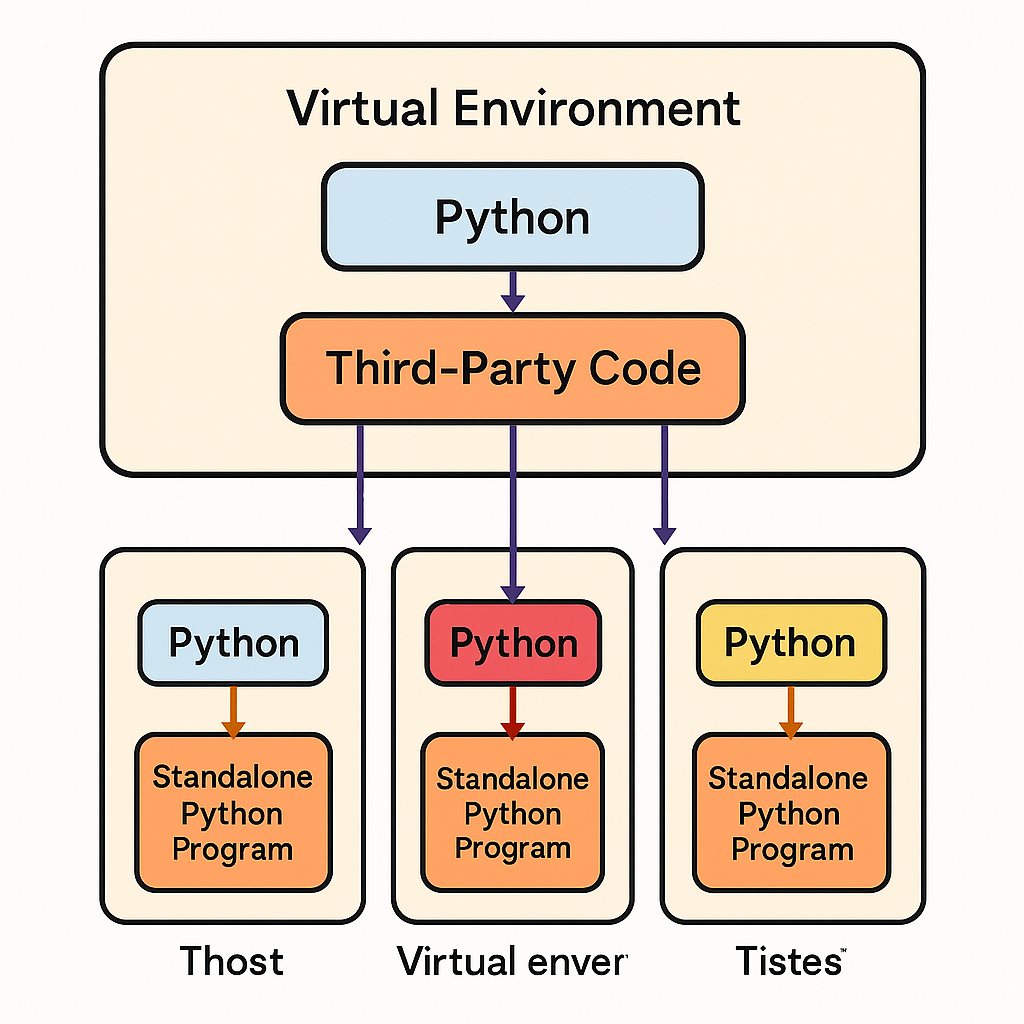 Virtual Environment
Python
Third-Party Code
Python
Python
Python
Standalone
Python
Program
Standalone
Python
Program
Standalone
Python
Program
Thost
Virtual enver
Tistes